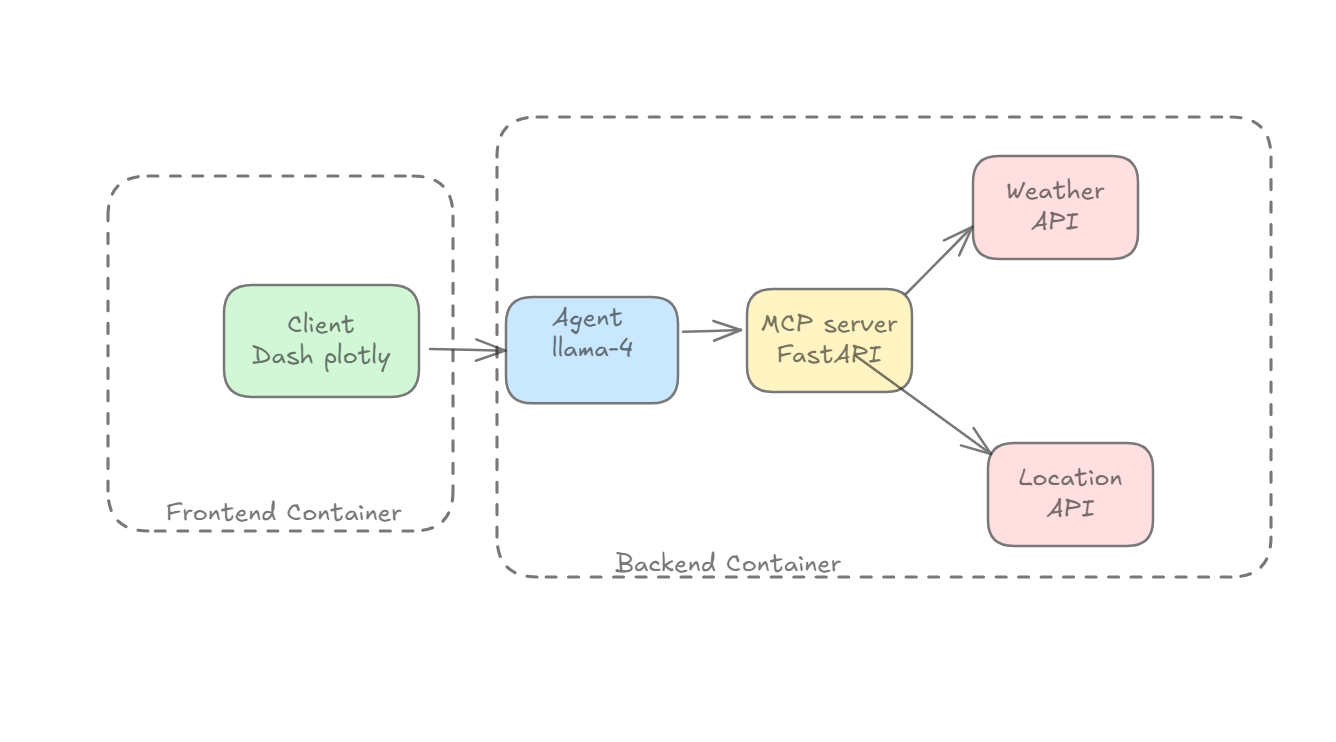 Weather
API
Client
Dash plotly
Agent
llama-4
MCP server
FastAPI
Location
API
Frontend Container
Backend Container